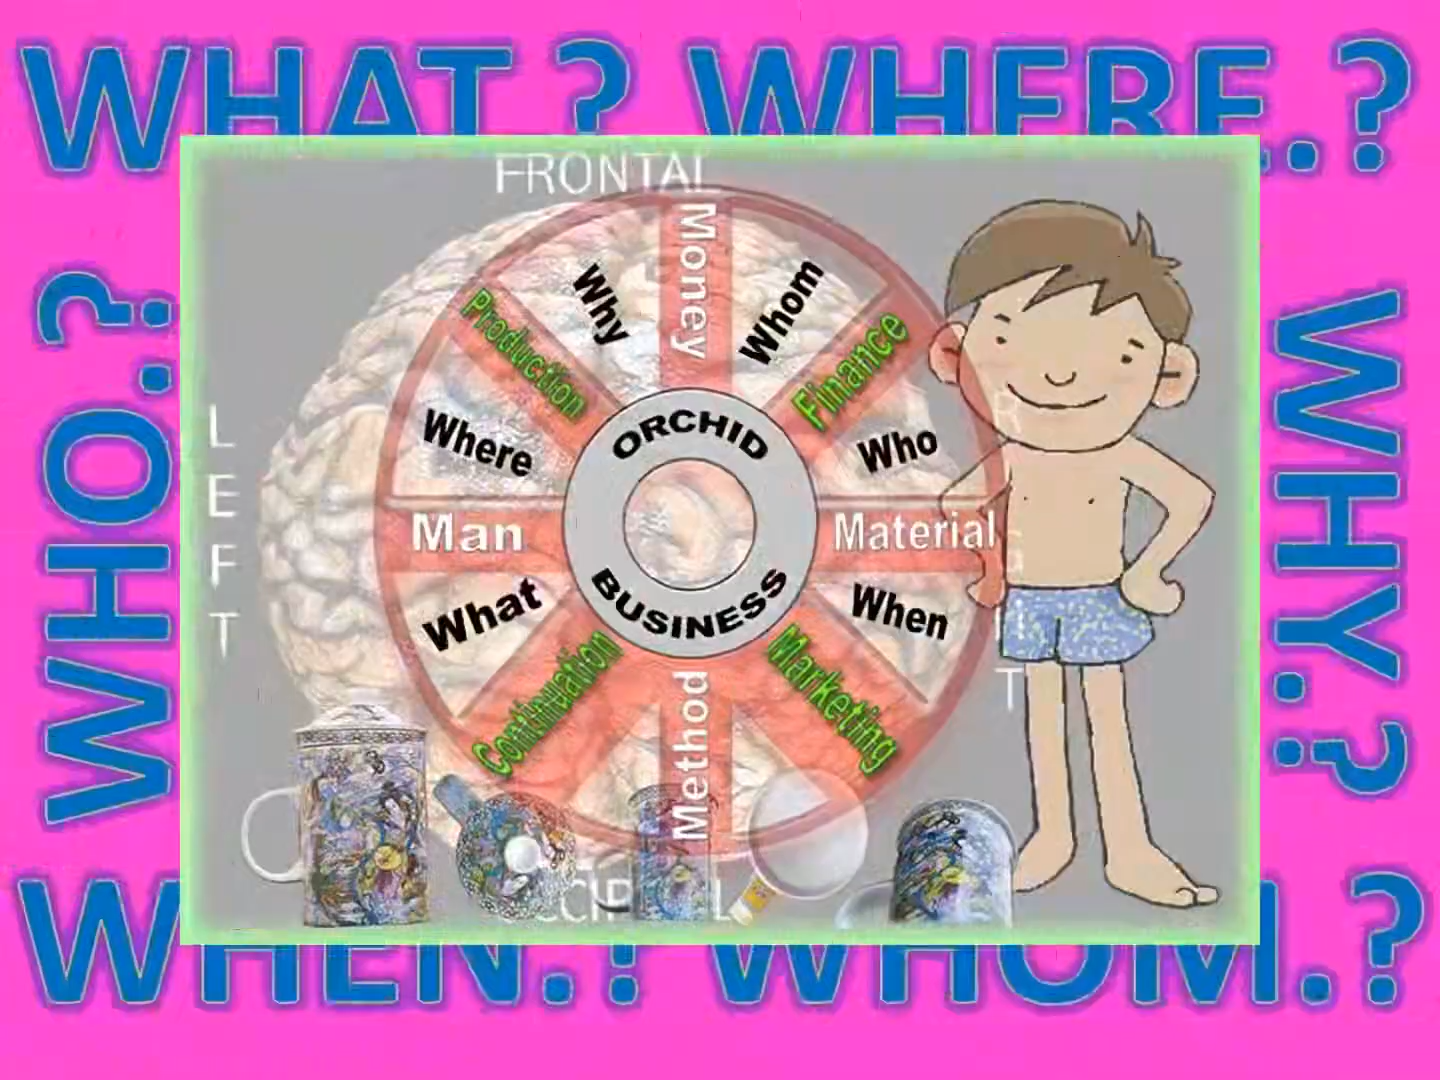 WHAT ? WHERE.?
WHO.?
WHY.?
FRONTAL
LEFT
Money
Why
Whom
Production
Finance
Where
Who
ORCHID
BUSINESS
Man
Material
What
When
Continuation
Marketing
Method
WHEN.? WHOM.?